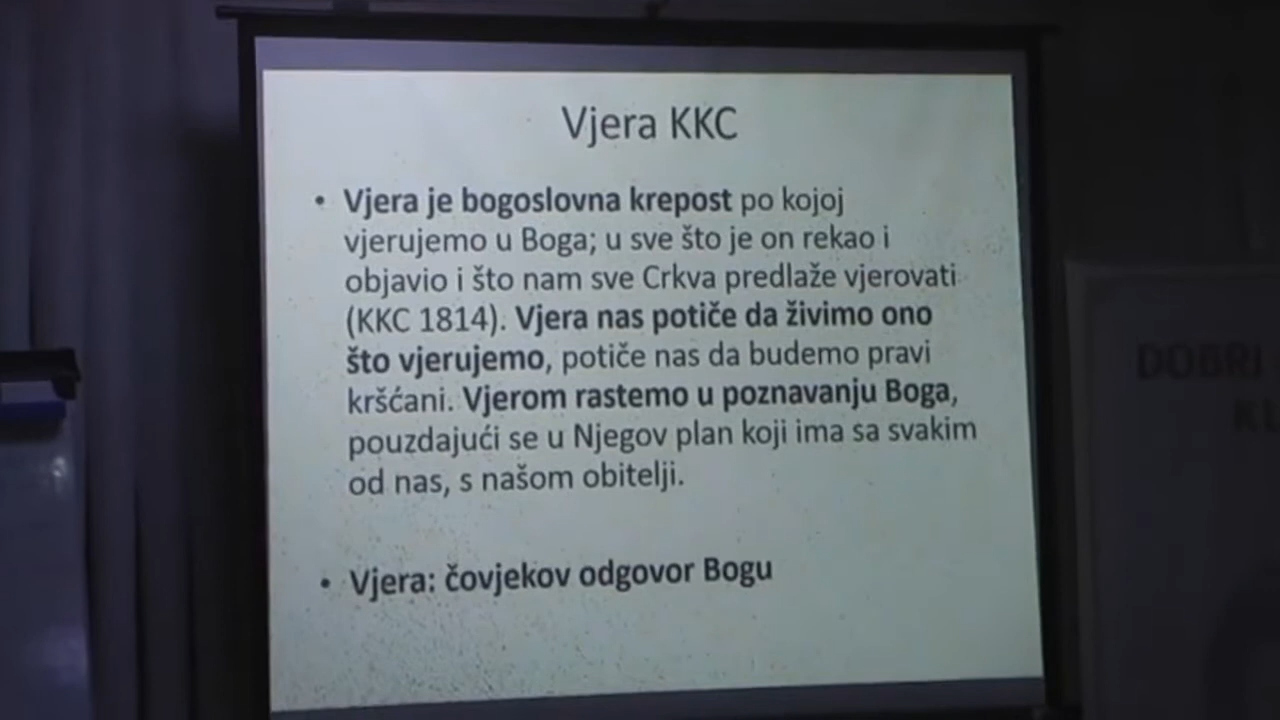 Vjera KKC
• Vjera je bogoslovna krepost po kojoj
vjerujemo u Boga; u sve što je on rekao i
objavio i što nam sve Crkva predlaže vjerovati
(KKC 1814). Vjera nas potiče da živimo ono
što vjerujemo, potiče nas da budemo pravi
kršćani. Vjerom rastemo u poznavanju Boga,
pouzdajući se u Njegov plan koji ima sa svakim
od nas, s našom obitelji.
• Vjera: čovjekov odgovor Bogu
DOBRI